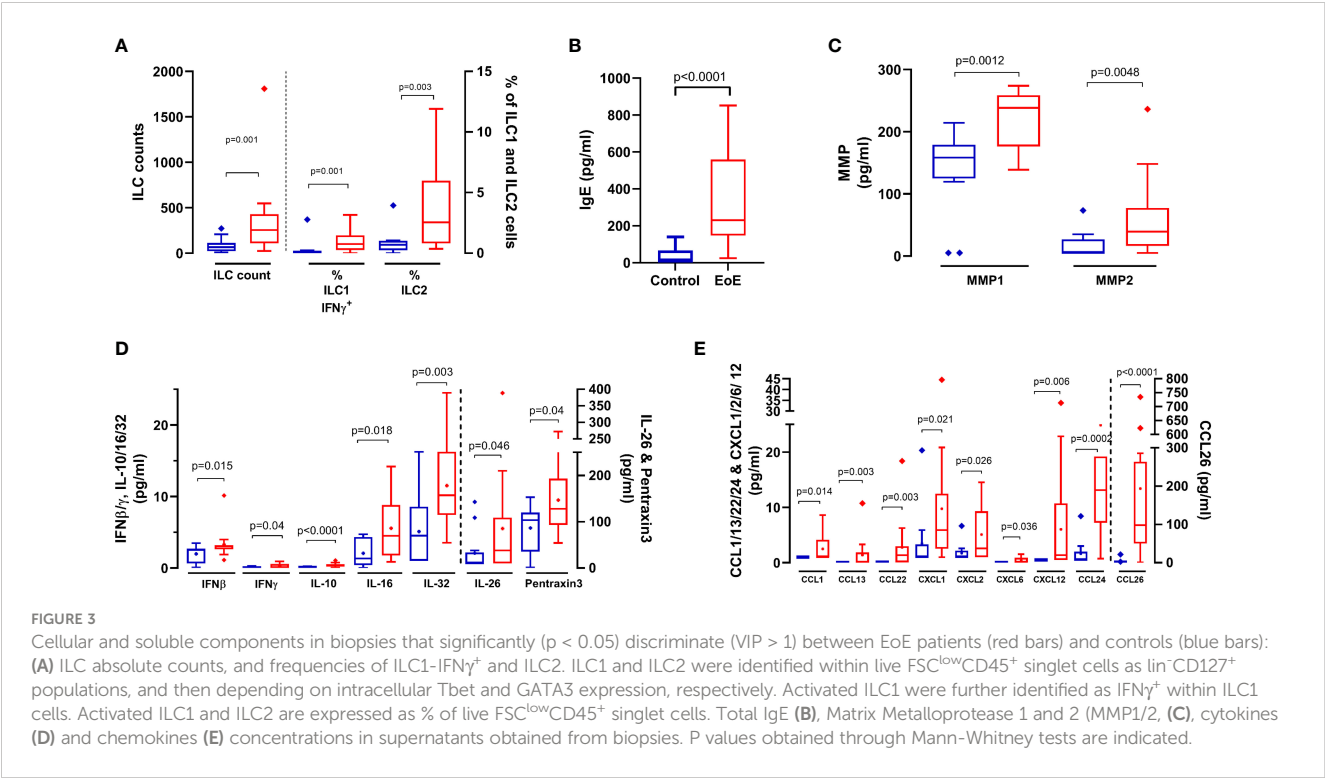 A
2000
1500
1000
500
0
ILC counts
p=0.001
p=0.001
p=0.003
15
10
5
0
% of ILC1 and ILC2 cells
ILC count
%
ILC1
IFNγ+
%
ILC2
B
p<0.0001
1000
800
600
400
200
0
IgE (pg/ml)
Control
EoE
C
p=0.0012
p=0.0048
300
200
100
0
MMP
(pg/ml)
MMP1
MMP2
D
20
10
0
IFNβ/γ, IL-10/16/32
(pg/ml)
p=0.015
p=0.04
p<0.0001
p=0.018
p=0.003
p=0.046
p=0.04
400
350
300
250
200
100
0
IL-26 & Pentraxin3
(pg/ml)
IFNβ
IFNγ
IL-10
IL-16
IL-32
IL-26
Pentraxin3
E
45
40
35
30
20
10
0
CCL1/13/22/24 & CXCL1/2/6/ 12
(pg/ml)
p=0.014
p=0.003
p=0.003
p=0.021
p=0.026
p=0.036
p=0.006
p=0.0002
p<0.0001
800
750
700
650
600
300
200
100
0
CCL26 (pg/ml)
CCL1
CCL13
CCL22
CXCL1
CXCL2
CXCL6
CXCL12
CCL24
CCL26
FIGURE 3
Cellular and soluble components in biopsies that significantly (p < 0.05) discriminate (VIP > 1) between EoE patients (red bars) and controls (blue bars):
(A) ILC absolute counts, and frequencies of ILC1-IFNγ+ and ILC2. ILC1 and ILC2 were identified within live FSClowCD45+ singlet cells as lin-CD127+
populations, and then depending on intracellular Tbet and GATA3 expression, respectively. Activated ILC1 were further identified as IFNγ+ within ILC1
cells. Activated ILC1 and ILC2 are expressed as % of live FSClowCD45+ singlet cells. Total IgE (B), Matrix Metalloprotease 1 and 2 (MMP1/2, (C), cytokines
(D) and chemokines (E) concentrations in supernatants obtained from biopsies. P values obtained through Mann-Whitney tests are indicated.